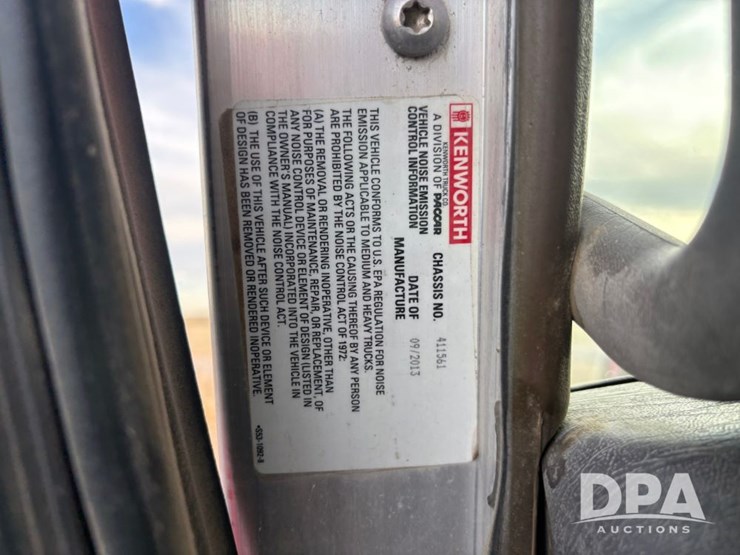 KENWORTH
KENWORTH TRUCK CO.
A DIVISION OF PACCAR
VEHICLE NOISE EMISSION
CONTROL INFORMATION
CHASSIS NO. 411561
DATE OF
MANUFACTURE 09/2013
THIS VEHICLE CONFORMS TO U.S. EPA REGULATION FOR NOISE
EMISSION APPLICABLE TO MEDIUM AND HEAVY TRUCKS.
THE FOLLOWING ACTS OR THE CAUSING THEREOF BY ANY PERSON
ARE PROHIBITED BY THE NOISE CONTROL ACT OF 1972:
(A) THE REMOVAL OR RENDERING INOPERATIVE, OTHER THAN
FOR PURPOSES OF MAINTENANCE, REPAIR, OR REPLACEMENT, OF
ANY NOISE CONTROL DEVICE OR ELEMENT OF DESIGN (LISTED IN
THE OWNER'S MANUAL) INCORPORATED INTO THE VEHICLE IN
COMPLIANCE WITH THE NOISE CONTROL ACT.
(B) THE USE OF THIS VEHICLE AFTER SUCH DEVICE OR ELEMENT
OF DESIGN HAS BEEN REMOVED OR RENDERED INOPERATIVE.
DPA
AUCTIONS